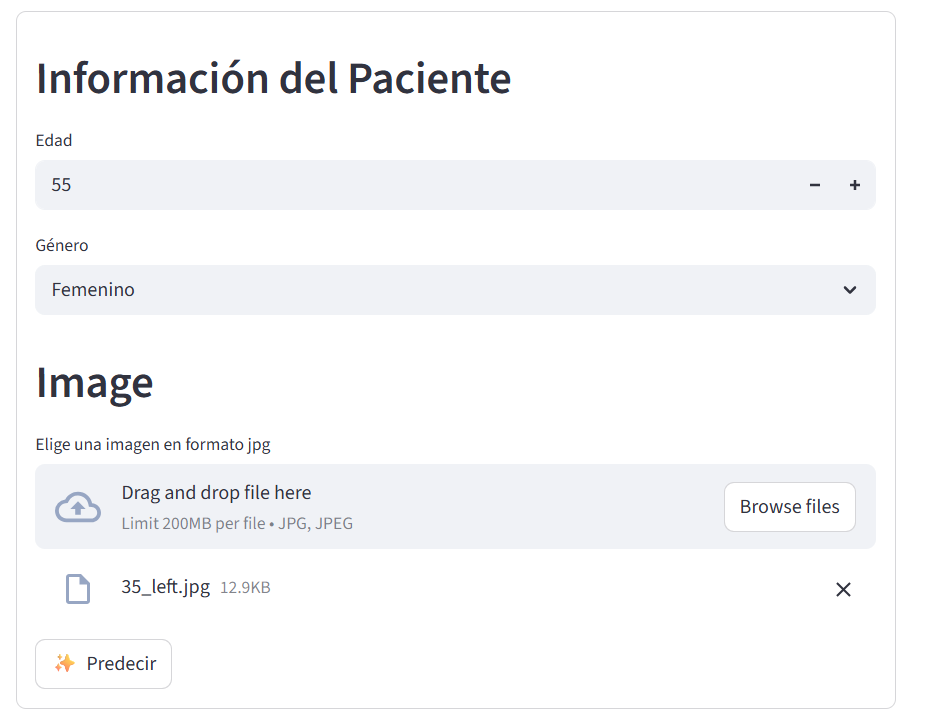 Información del Paciente
Edad
55
Género
Femenino
Image
Elige una imagen en formato jpg
Drag and drop file here
Limit 200MB per file • JPG, JPEG
Browse files
35_left.jpg 12.9KB
Predecir